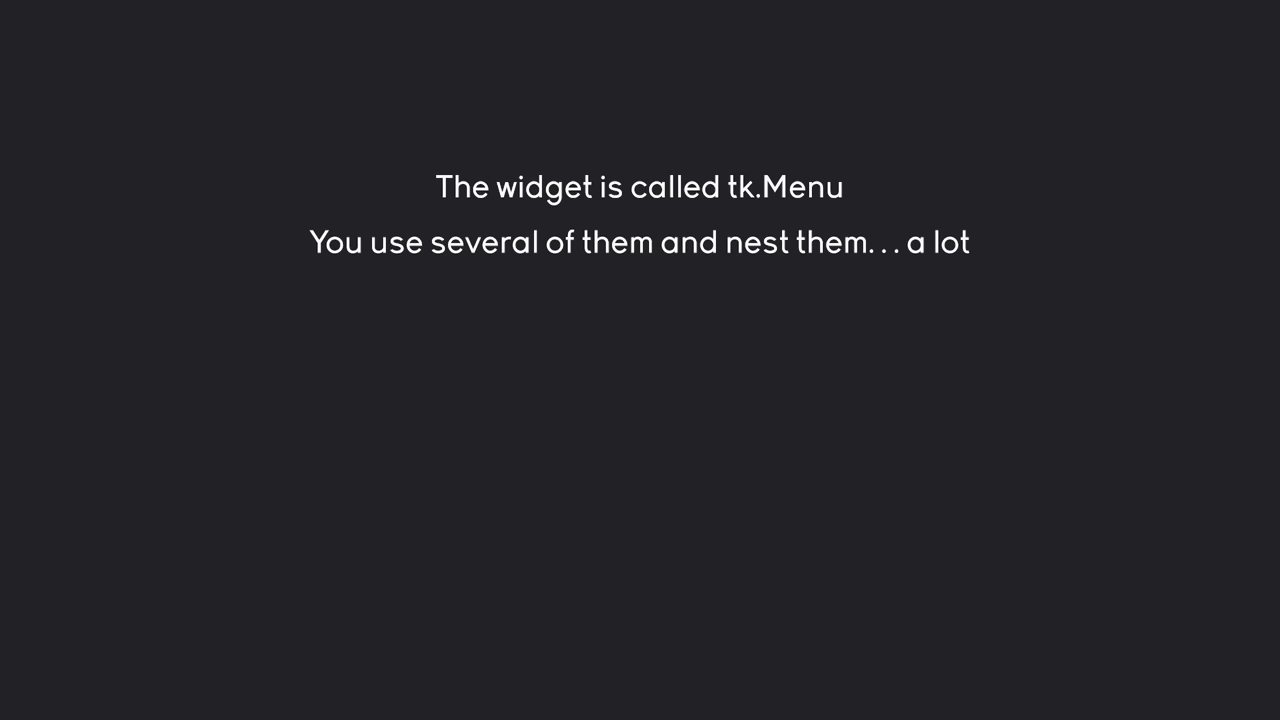 The widget is called tk.Menu
You use several of them and nest them... a lot